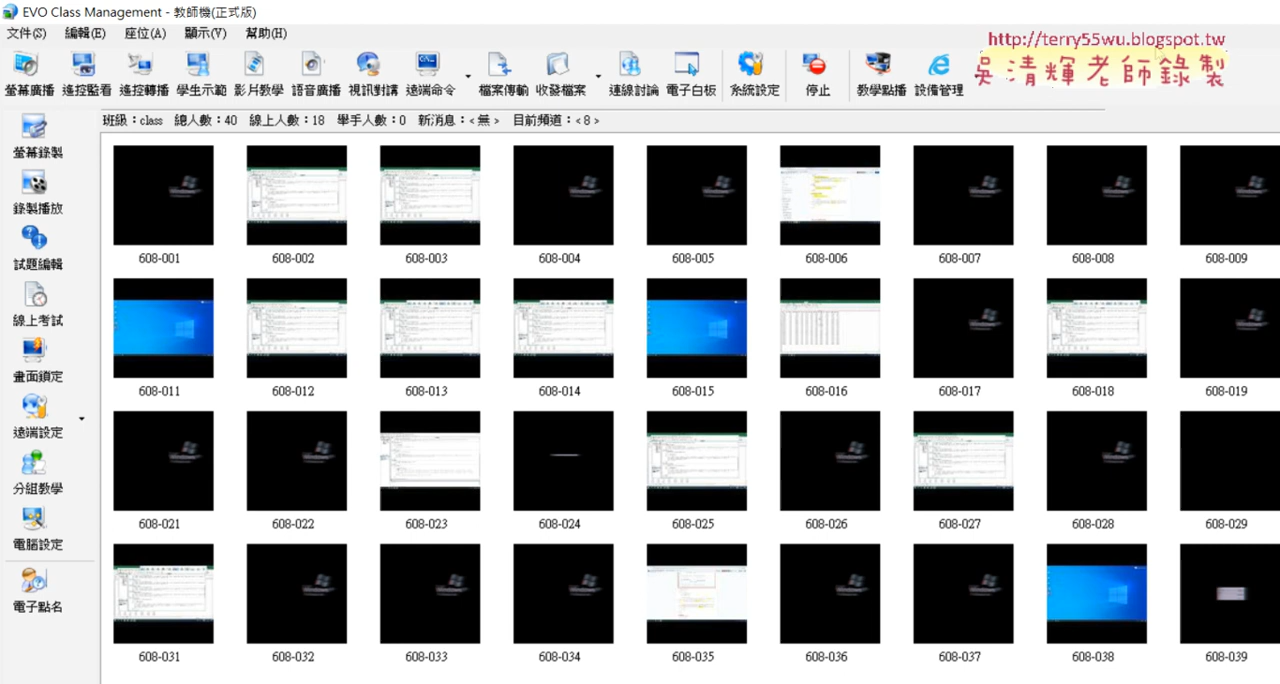 EVO Class Management - 教師機(正式版)
文件(S) 編輯(E) 座位(A) 顯示(V) 幫助(H)
http://terry55wu.blogspot.tw
吳清輝老師錄製
螢幕廣播 遙控監看 遙控轉播 學生示範 影片教學 語音廣播 視訊對講 遠端命令 檔案傳輸 收發檔案 連線討論 電子白板 系統設定 停止 教學點播 設備管理
班級：class 總人數：40 線上人數：18 舉手人數：0 新消息：< 無 > 目前頻道：< 8 >
螢幕錄製
錄製播放
試題編輯
線上考試
畫面鎖定
遠端設定
分組教學
電腦設定
電子點名
608-001 608-002 608-003 608-004 608-005 608-006 608-007 608-008 608-009
608-011 608-012 608-013 608-014 608-015 608-016 608-017 608-018 608-019
608-021 608-022 608-023 608-024 608-025 608-026 608-027 608-028 608-029
608-031 608-032 608-033 608-034 608-035 608-036 608-037 608-038 608-039